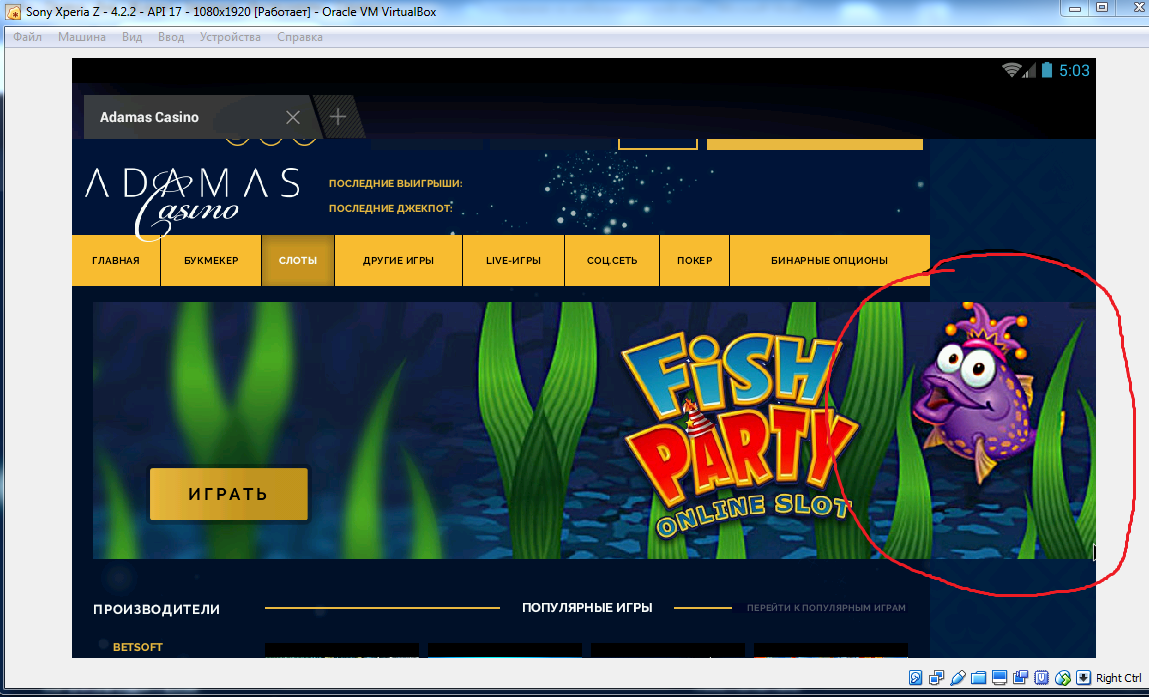 Sony Xperia Z - 4.2.2 - API 17 - 1080x1920 [Работает] - Oracle VM VirtualBox
Файл Машина Вид Ввод Устройства Справка
5:03
Adamas Casino
ADAMAS
Casino
ПОСЛЕДНИЕ ВЫИГРЫШИ:
ПОСЛЕДНИЕ ДЖЕКПОТ:
ГЛАВНАЯ БУКМЕКЕР СЛОТЫ ДРУГИЕ ИГРЫ LIVE-ИГРЫ СОЦ.СЕТЬ ПОКЕР БИНАРНЫЕ ОПЦИОНЫ
FISH
PARTY
ONLINE SLOT
ИГРАТЬ
ПРОИЗВОДИТЕЛИ ПОПУЛЯРНЫЕ ИГРЫ ПЕРЕЙТИ К ПОПУЛЯРНЫМ ИГРАМ
BETSOFT
Right Ctrl